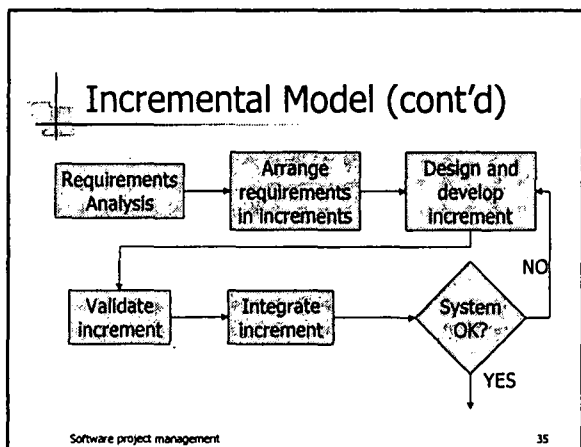 Incremental Model (cont'd)
Requirements
Analysis
Arrange
requirements
in increments
Design and
develop
increment
Validate
increment
Integrate
increment
System
OK?
NO
YES
Software project management
35